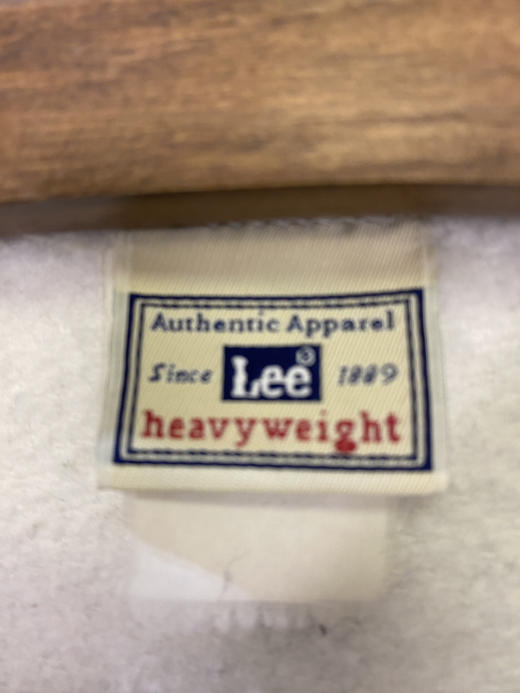 Authentic Apparel
Since Lee® 1889
heavyweight